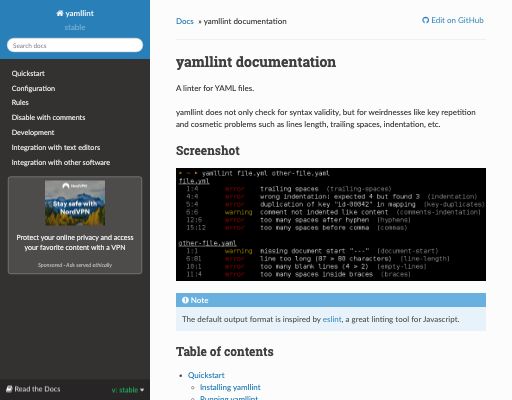 yamllint
stable
Search docs
Quickstart
Configuration
Rules
Disable with comments
Development
Integration with text editors
Integration with other software
NordVPN
Stay safe with
NordVPN
Protect your online privacy and access
your favorite content with a VPN
Sponsored · Ads served ethically
Read the Docs
v: stable
Docs » yamllint documentation
Edit on GitHub
yamllint documentation
A linter for YAML files.
yamllint does not only check for syntax validity, but for weirdnesses like key repetition
and cosmetic problems such as lines length, trailing spaces, indentation, etc.
Screenshot
yamllint file.yml other-file.yaml
file.yml
1:4 error trailing spaces (trailing-spaces)
4:4 error wrong indentation: expected 4 but found 3 (indentation)
5:4 error duplication of key "id-00042" in mapping (key-duplicates)
6:6 warning comment not indented like content (comments-indentation)
12:6 error too many spaces after hyphen (hyphens)
15:12 error too many spaces before comma (commas)
other-file.yaml
1:1 warning missing document start "---" (document-start)
6:81 error line too long (87 > 80 characters) (line-length)
10:1 error too many blank lines (4 > 2) (empty-lines)
11:4 error too many spaces inside braces (braces)
Note
The default output format is inspired by eslint, a great linting tool for Javascript.
Table of contents
Quickstart
Installing yamllint
Running yamllint